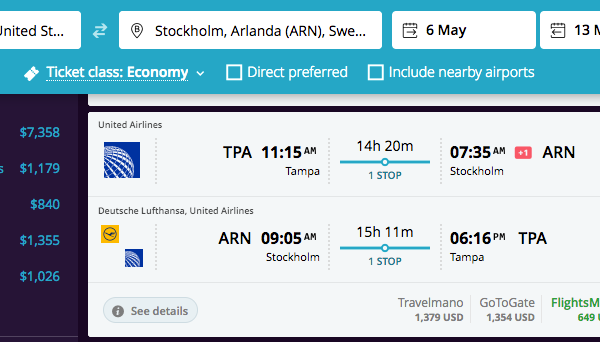 United St...
Stockholm, Arlanda (ARN), Swe...
6 May
13 M
Ticket class: Economy
Direct preferred
Include nearby airports
$7,358
s $1,179
$840
$1,355
$1,026
United Airlines
TPA 11:15 AM 14h 20m 07:35 AM +1 ARN
Tampa 1 STOP Stockholm
Deutsche Lufthansa, United Airlines
ARN 09:05 AM 15h 11m 06:16 PM TPA
Stockholm 1 STOP Tampa
i See details
Travelmano GoToGate FlightsM
1,379 USD 1,354 USD 649 U